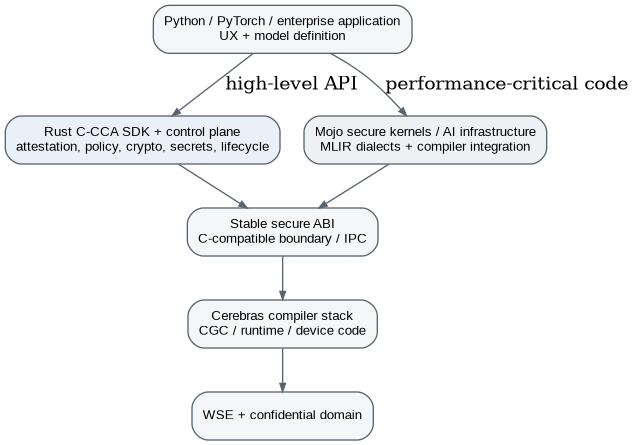 Python / PyTorch / enterprise application
UX + model definition
high-level API
performance-critical code
Rust C-CCA SDK + control plane
attestation, policy, crypto, secrets, lifecycle
Mojo secure kernels / AI infrastructure
MLIR dialects + compiler integration
Stable secure ABI
C-compatible boundary / IPC
Cerebras compiler stack
CGC / runtime / device code
WSE + confidential domain